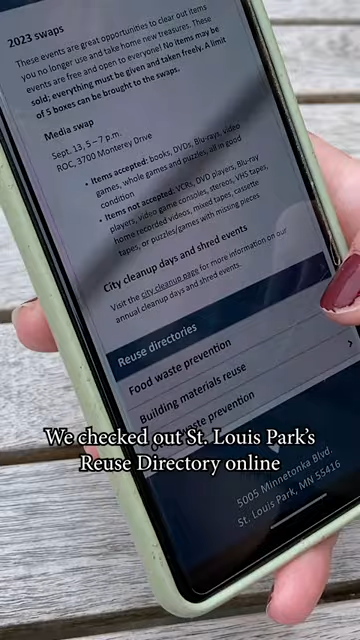 2023 swaps
These events are great opportunities to clear out items
you no longer use and take home new treasures. These
events are free and open to everyone! No items may be
sold; everything must be given and taken freely. A limit
of 5 boxes can be brought to the swaps.
Media swap
Sept. 13, 5 – 7 p.m.
ROC, 3700 Monterey Drive
• Items accepted: books, DVDs, Blu-rays, video
games, whole games and puzzles, all in good
condition
• Items not accepted: VCRs, DVD players, Blu-ray
players, video game consoles, stereos, VHS tapes,
home recorded videos, mixed tapes, cassette
tapes, or puzzles/games with missing pieces
City cleanup days and shred events
Visit the city cleanup page for more information on our
annual cleanup days and shred events.
Reuse directories
Food waste prevention
Building materials reuse
waste prevention
We checked out St. Louis Park's
Reuse Directory online
5005 Minnetonka Blvd.
St. Louis Park, MN 55416